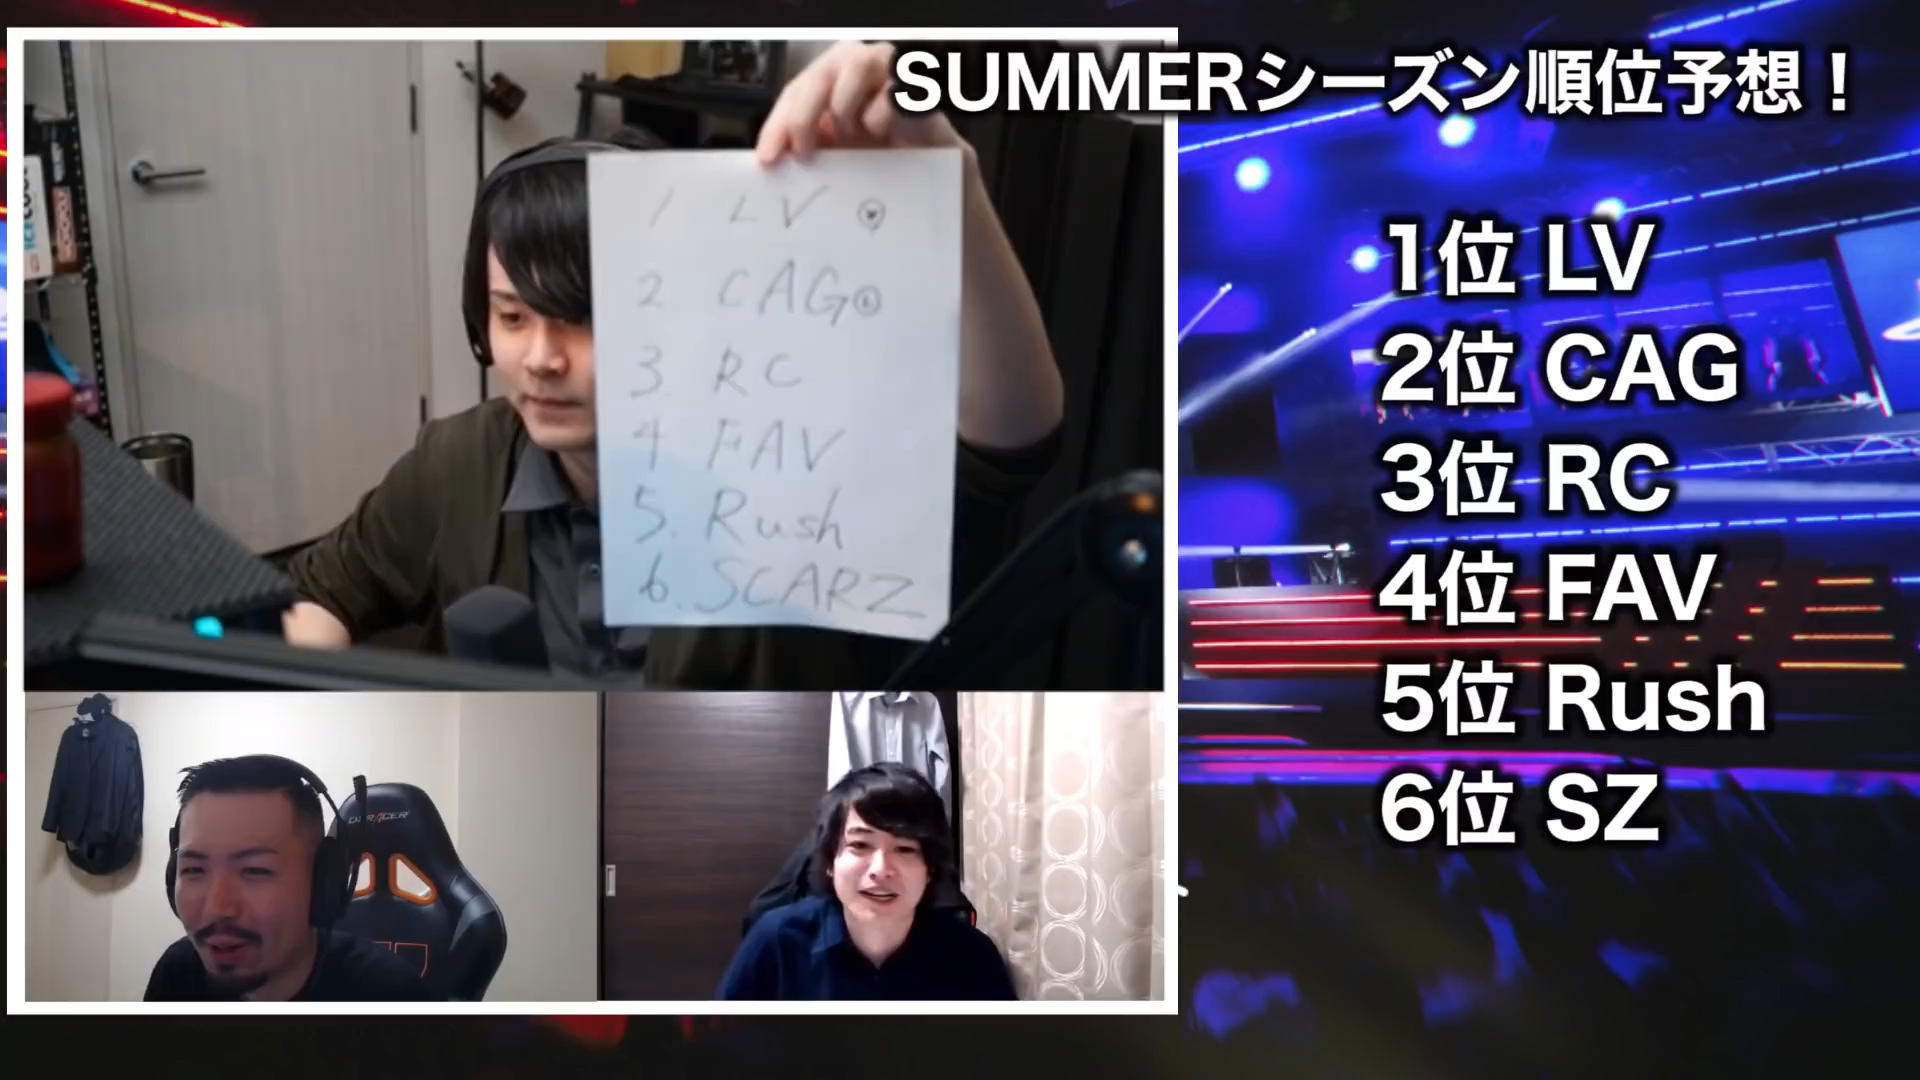 SUMMERシーズン順位予想！
1 LV
2 CAG
3 RC
4 FAV
5. Rush
6. SCARZ
1位 LV
2位 CAG
3位 RC
4位 FAV
5位 Rush
6位 SZ